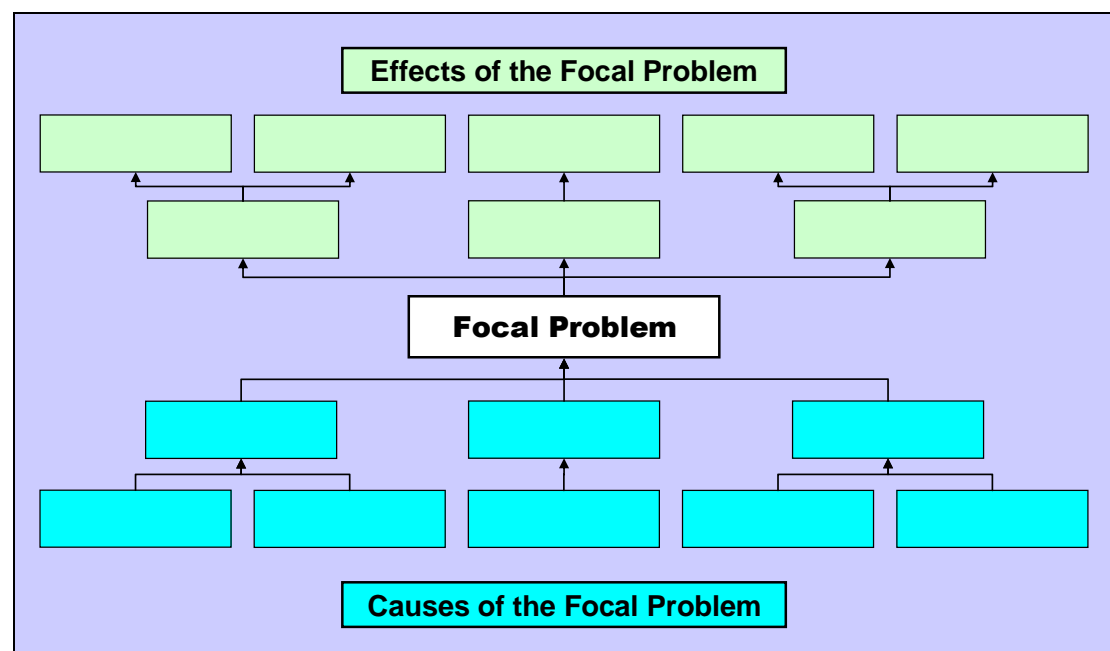 Effects of the Focal Problem
Focal Problem
Causes of the Focal Problem